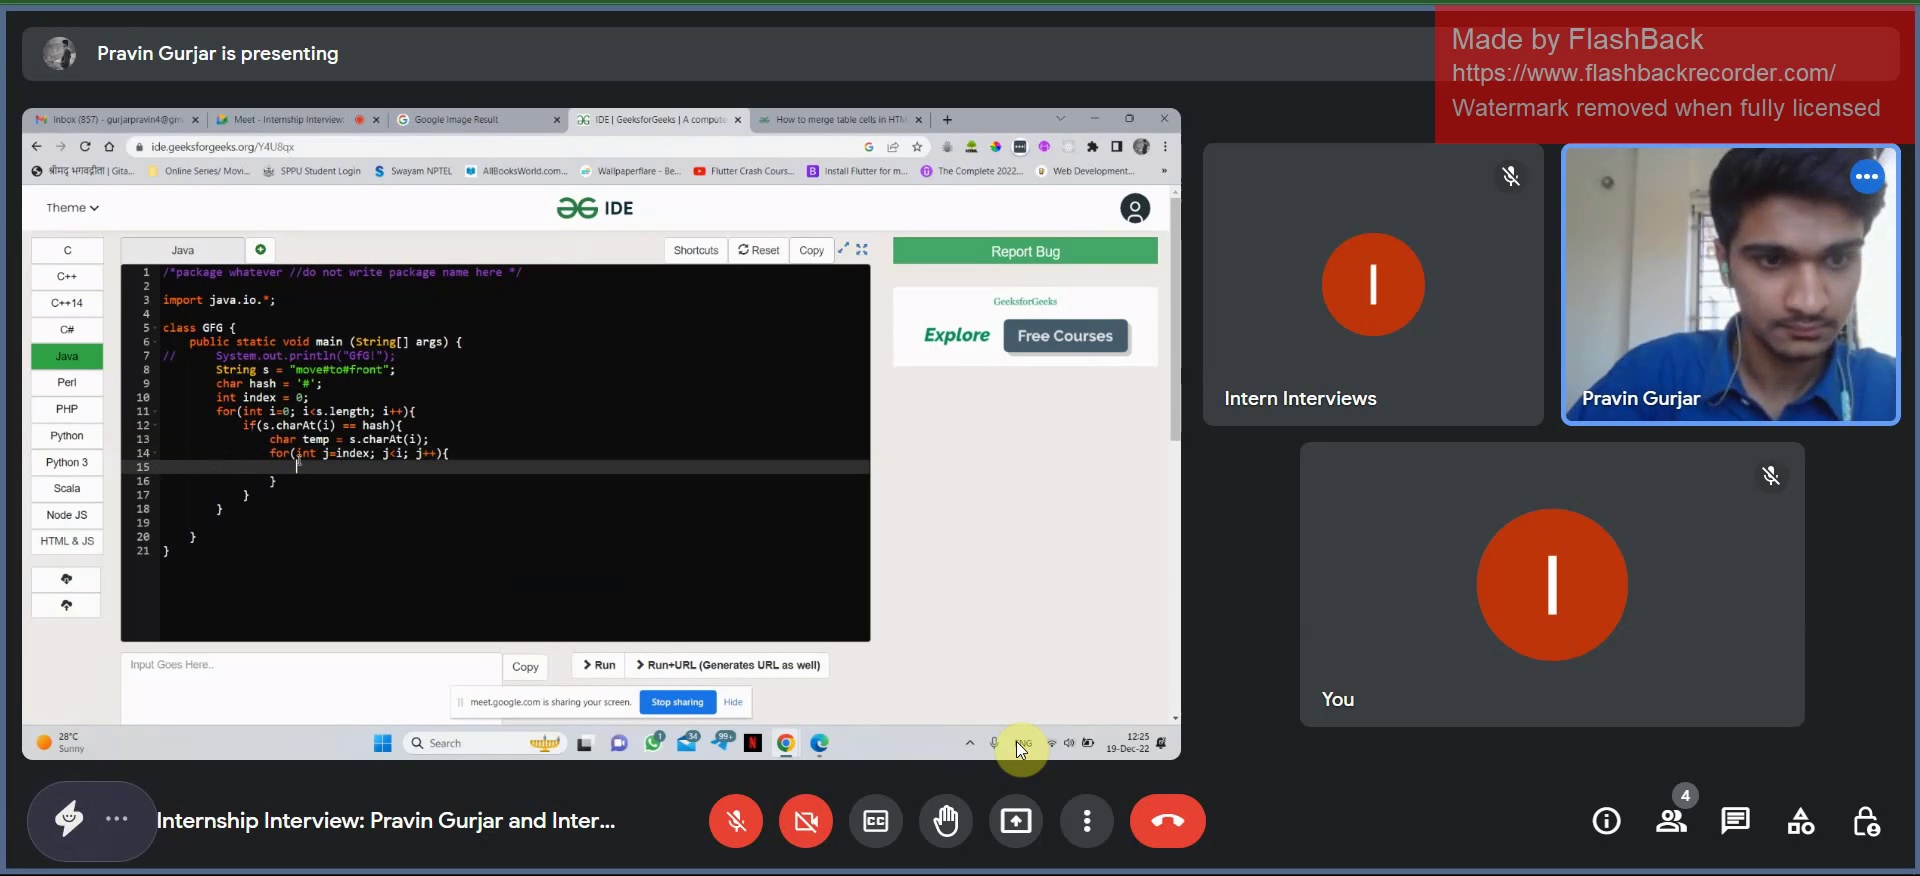 Pravin Gurjar is presenting
Made by FlashBack
https://www.flashbackrecorder.com/
Watermark removed when fully licensed
Inbox (857) - gurjarpravin4@gm
Meet - Internship Interview:
Google Image Result
IDE | GeeksforGeeks | A compute
How to merge table cells in HTM
ide.geeksforgeeks.org/Y4U8qx
श्रीमद् भगवद्गीता | Gita...
Online Series/ Movi...
SPPU Student Login
Swayam NPTEL
AllBooksWorld.com...
Wallpaperflare - Be...
Flutter Crash Cours...
Install Flutter for m...
The Complete 2022...
Web Development...
»
Theme
IDE
C
C++
C++14
C#
Java
Perl
PHP
Python
Python 3
Scala
Node JS
HTML & JS
Java
Shortcuts
Reset
Copy
1 /*package whatever //do not write package name here */
2
3 import java.io.*;
4
5 class GFG {
6 public static void main (String[] args) {
7 // System.out.println("GfG!");
8 String s = "move#to#front";
9 char hash = '#';
10 int index = 0;
11 for(int i=0; i<s.length; i++){
12 if(s.charAt(i) == hash){
13 char temp = s.charAt(i);
14 for(int j=index; j<i; j++){
15
16 }
17 }
18 }
19
20 }
21 }
Report Bug
GeeksforGeeks
Explore Free Courses
Input Goes Here..
Copy
Run
Run+URL (Generates URL as well)
meet.google.com is sharing your screen.
Stop sharing
Hide
28°C
Sunny
Search
1
34
99+
N
ENG
12:25
19-Dec-22
I
Intern Interviews
Pravin Gurjar
I
You
Internship Interview: Pravin Gurjar and Inter...
CC
4